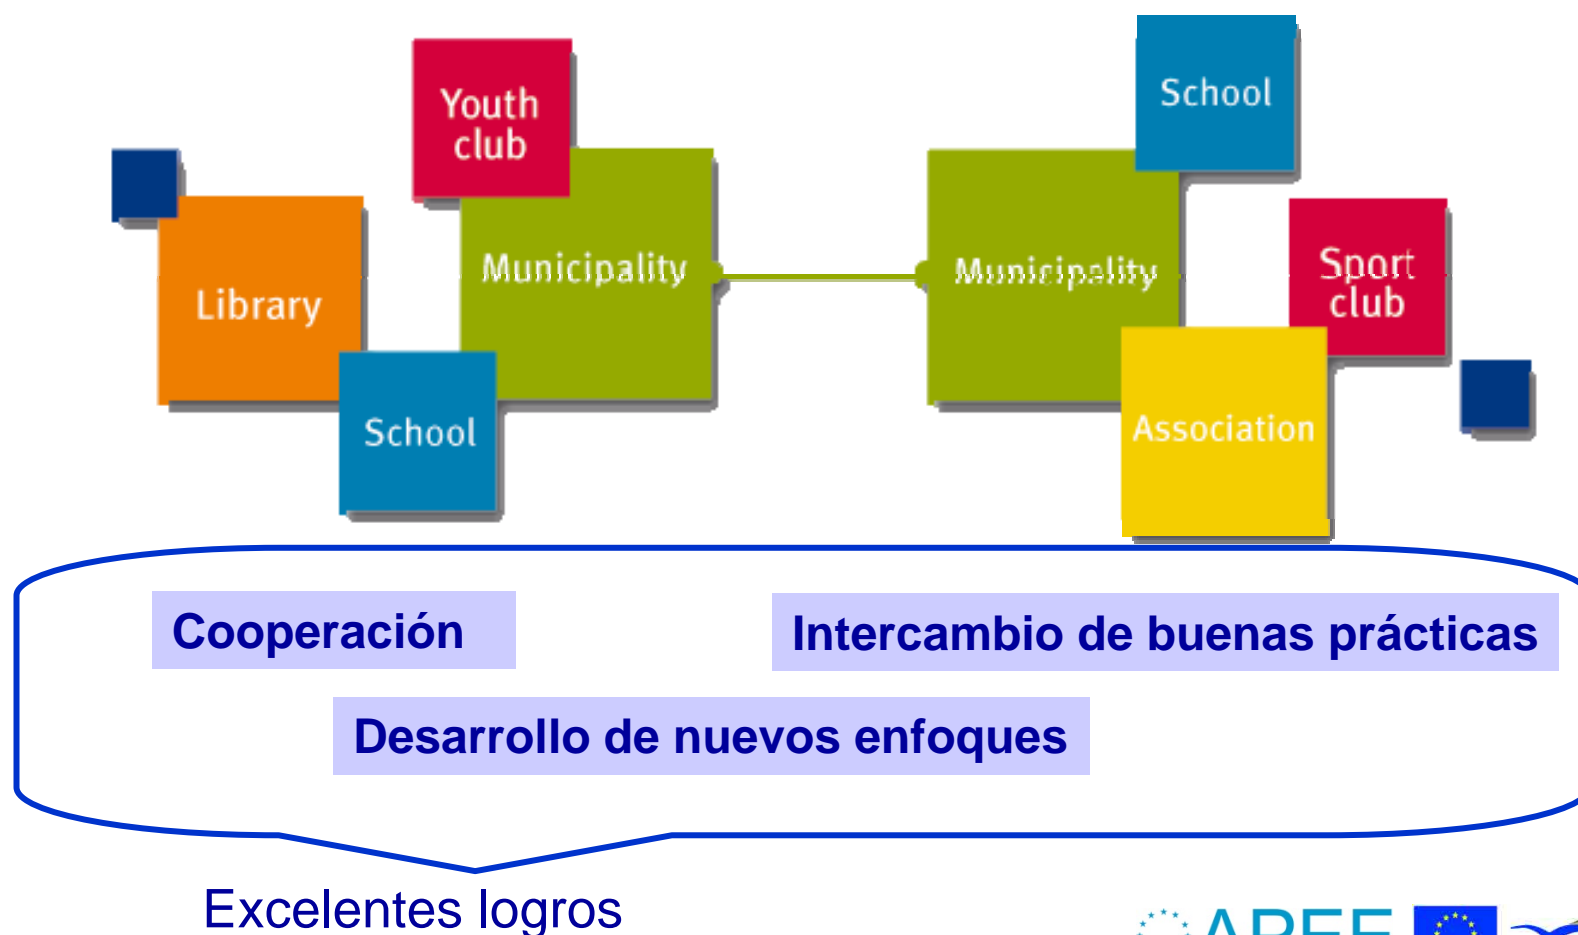 Youth
club
School
Municipality
Municipality
Sport
club
Library
School
Association
Cooperación
Intercambio de buenas prácticas
Desarrollo de nuevos enfoques
Excelentes logros